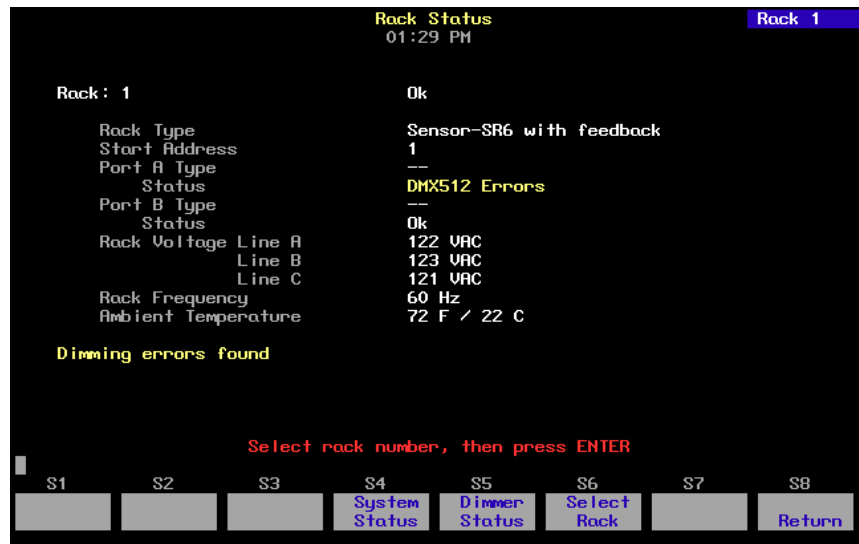 Rack Status Rack 1
01:29 PM
Rack: 1 Ok
Rack Type Sensor-SR6 with feedback
Start Address 1
Port A Type --
Status DMX512 Errors
Port B Type --
Status Ok
Rack Voltage Line A 122 VAC
Line B 123 VAC
Line C 121 VAC
Rack Frequency 60 Hz
Ambient Temperature 72 F / 22 C
Dimming errors found
Select rack number, then press ENTER
S1 S2 S3 S4 S5 S6 S7 S8
System Dimmer Select
Status Status Rack Return